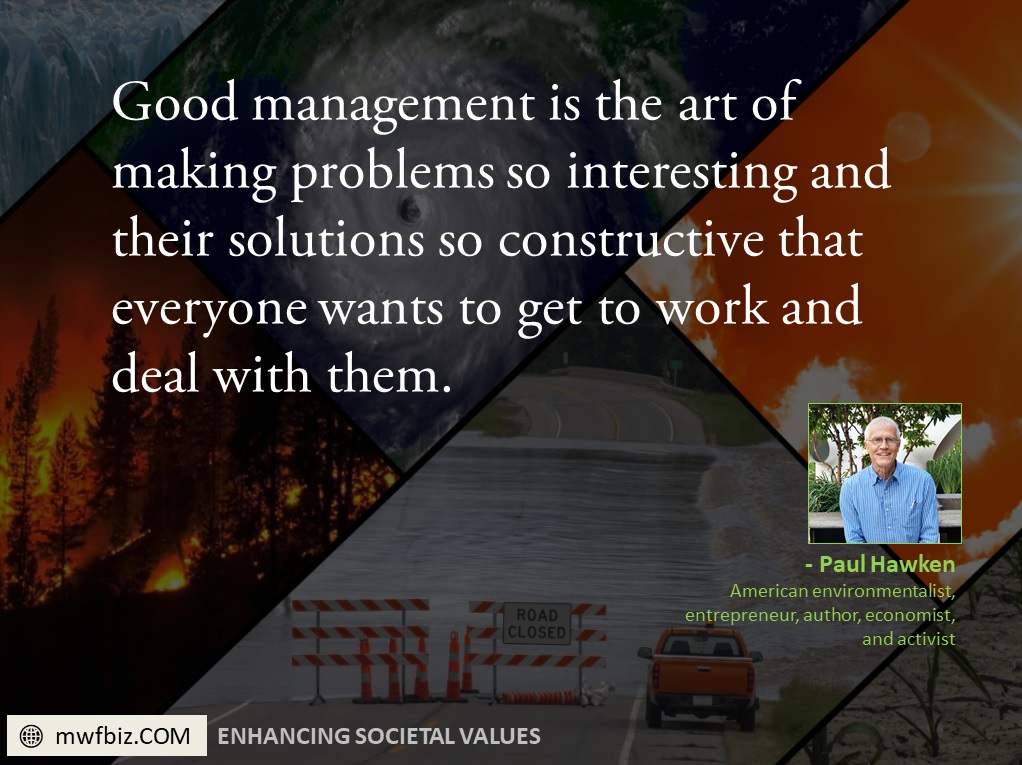 Good management is the art of
making problems so interesting and
their solutions so constructive that
everyone wants to get to work and
deal with them.
- Paul Hawken
American environmentalist,
entrepreneur, author, economist,
and activist
ROAD
CLOSED
mwfbiz.COM
ENHANCING SOCIETAL VALUES